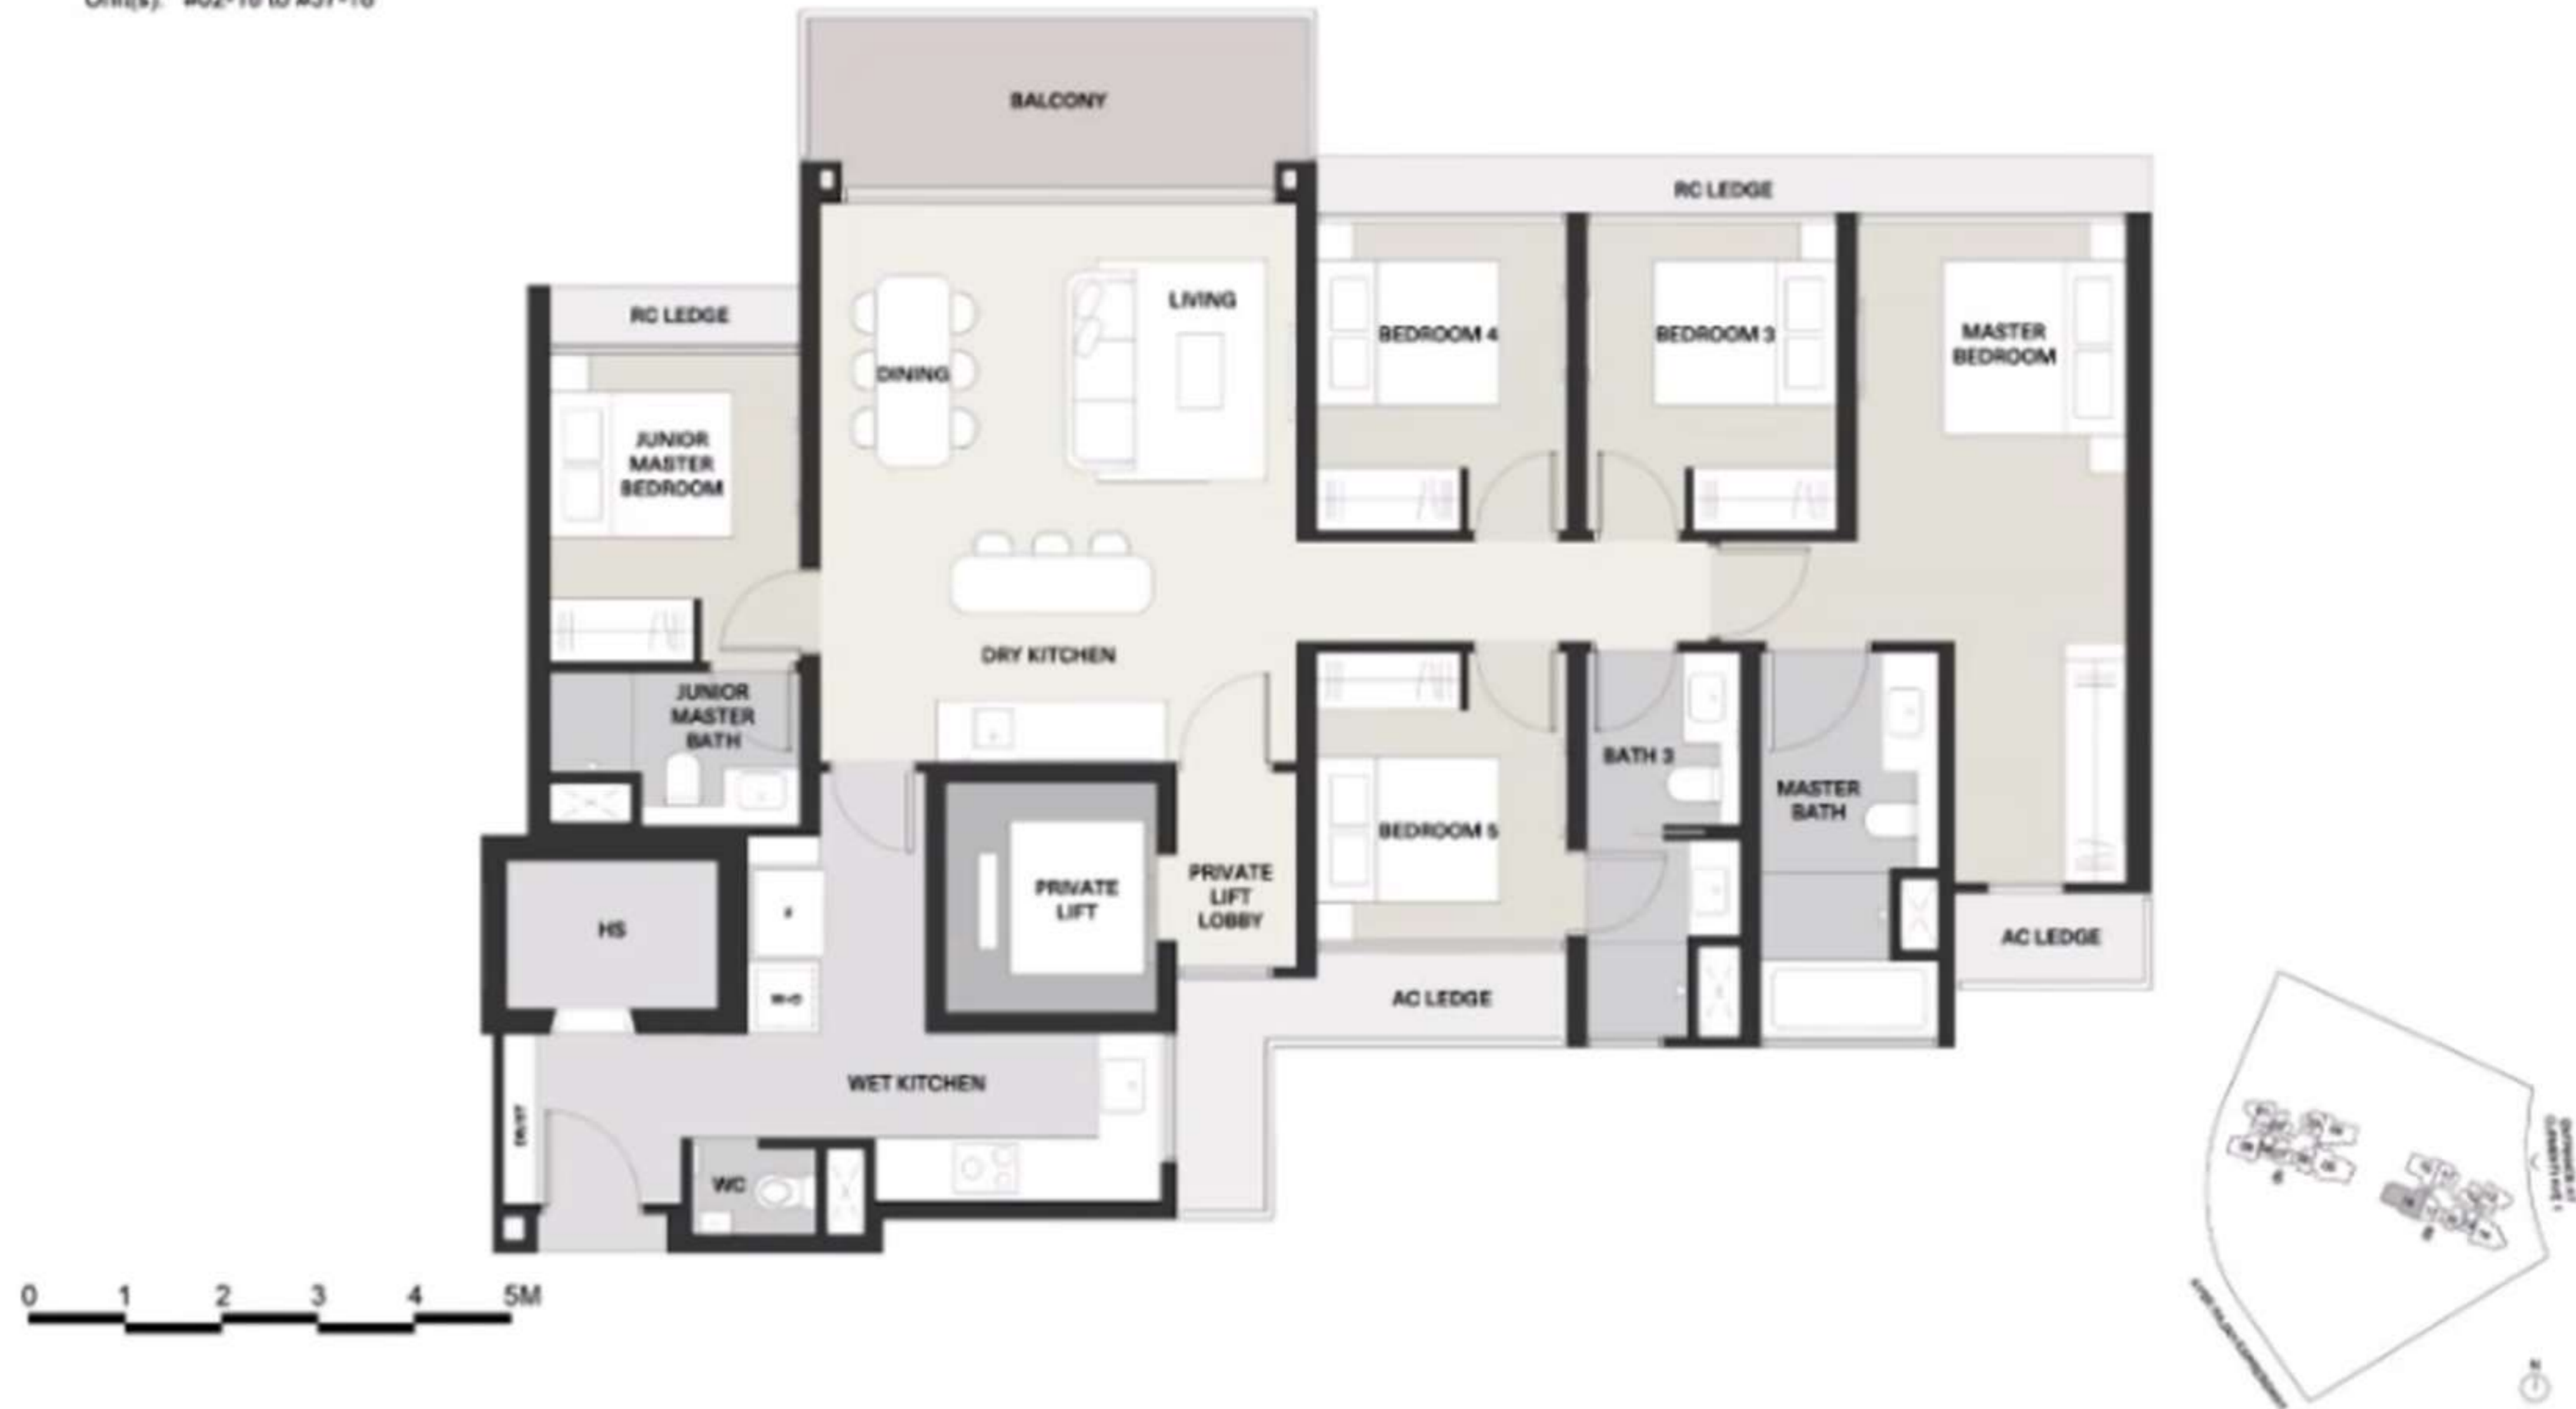 BALCONY
RC LEDGE
RC LEDGE
LIVING
BEDROOM 4
BEDROOM 3
MASTER
BEDROOM
DINING
JUNIOR
MASTER
BEDROOM
DRY KITCHEN
JUNIOR
MASTER
BATH
BATH 3
MASTER
BATH
BEDROOM 5
PRIVATE
LIFT
PRIVATE
LIFT
LOBBY
HS
F
W+D
AC LEDGE
AC LEDGE
WET KITCHEN
DB/ST
WC
0 1 2 3 4 5M
N